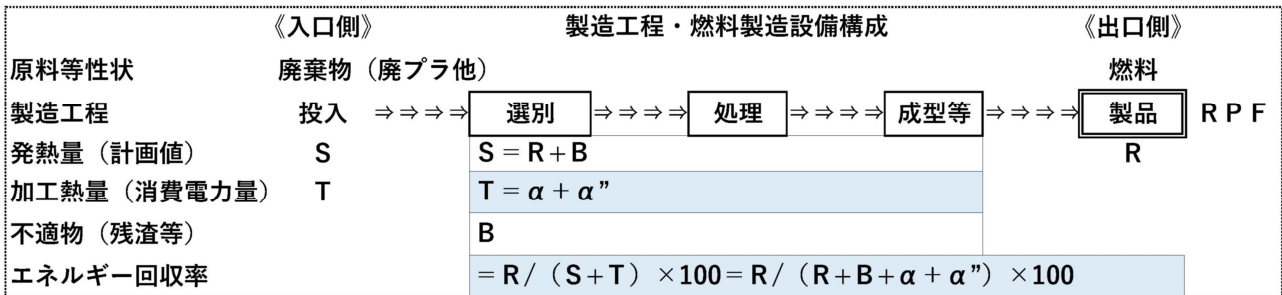 《入口側》 製造工程・燃料製造設備構成 《出口側》
原料等性状 廃棄物（廃プラ他） 燃料
製造工程 投入 ⇒⇒⇒⇒ 選別 ⇒⇒⇒⇒ 処理 ⇒⇒⇒⇒ 成型等 ⇒⇒⇒⇒ 製品 ＲＰＦ
発熱量（計画値） S S＝R＋B R
加工熱量（消費電力量） T T＝α＋α”
不適物（残渣等） B
エネルギー回収率 ＝R/（S＋T）×100＝R/（R＋B＋α＋α”）×100